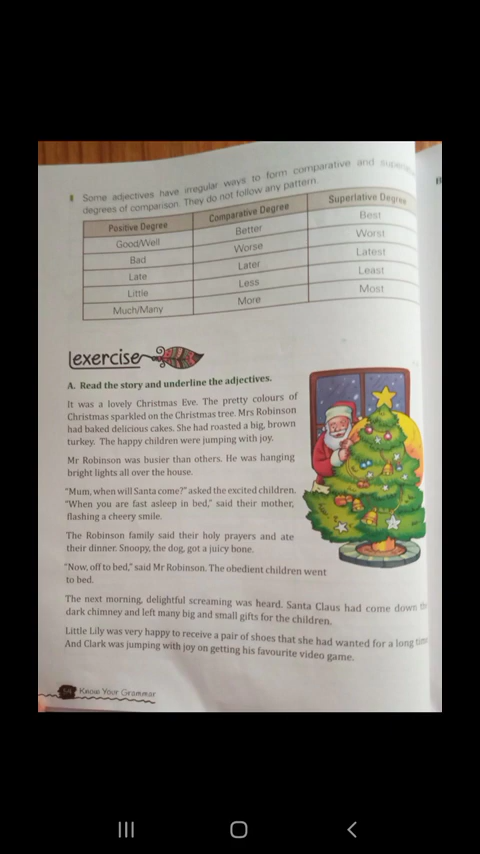 Some adjectives have irregular ways to form comparative and
degrees of comparison. They do not follow any pattern.
Positive Degree Comparative Degree Superlative Degree
Good/Well Better Best
Bad Worse Worst
Late Later Latest
Little Less Least
Much/Many More Most
exercise
A. Read the story and underline the adjectives.
It was a lovely Christmas Eve. The pretty colours of
Christmas sparkled on the Christmas tree. Mrs Robinson
had baked delicious cakes. She had roasted a big, brown
turkey. The happy children were jumping with joy.
Mr Robinson was busier than others. He was hanging
bright lights all over the house.
"Mum, when will Santa come?" asked the excited children.
"When you are fast asleep in bed," said their mother,
flashing a cheery smile.
The Robinson family said their holy prayers and ate
their dinner. Snoopy, the dog, got a juicy bone.
"Now, off to bed," said Mr Robinson. The obedient children went
to bed.
The next morning, delightful screaming was heard. Santa Claus had come down
dark chimney and left many big and small gifts for the children.
Little Lily was very happy to receive a pair of shoes that she had wanted for a long
And Clark was jumping with joy on getting his favourite video game.
Know Your Grammar